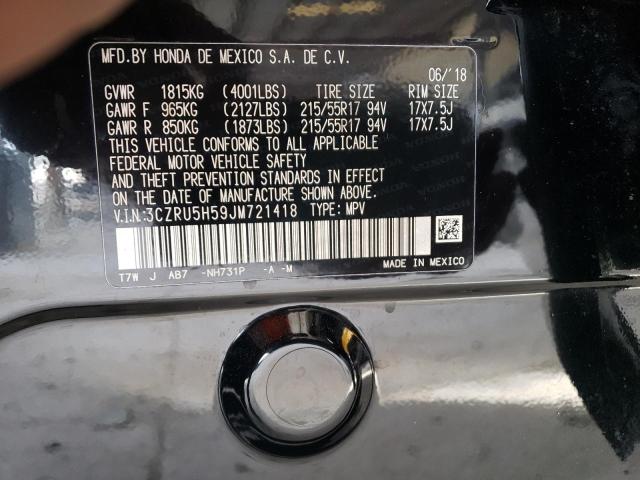 MFD.BY HONDA DE MEXICO S.A. DE C.V.
06/'18
GVWR 1815KG (4001LBS) TIRE SIZE RIM SIZE
GAWR F 965KG (2127LBS) 215/55R17 94V 17X7.5J
GAWR R 850KG (1873LBS) 215/55R17 94V 17X7.5J
THIS VEHICLE CONFORMS TO ALL APPLICABLE
FEDERAL MOTOR VEHICLE SAFETY
AND THEFT PREVENTION STANDARDS IN EFFECT
ON THE DATE OF MANUFACTURE SHOWN ABOVE.
V.I.N:3CZRU5H59JM721418 TYPE: MPV
T7W J AB7 -NH731P -A -M
MADE IN MEXICO